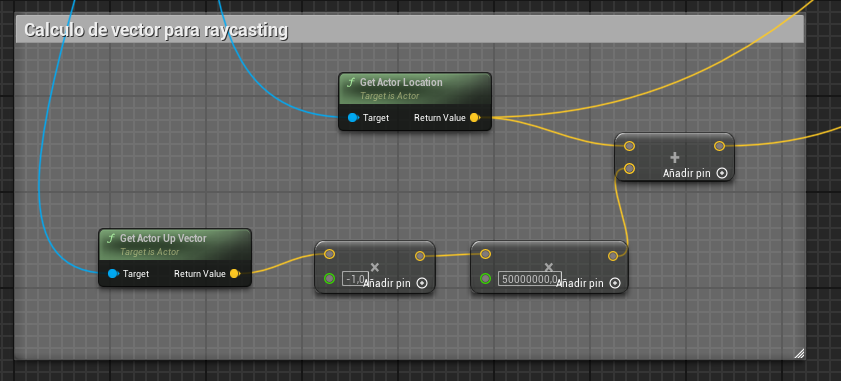 Calculo de vector para raycasting
f Get Actor Location
Target is Actor
Target Return Value
+
Añadir pin
f Get Actor Up Vector
Target is Actor
Target Return Value
×
-1,0
Añadir pin
×
50000000,0
Añadir pin